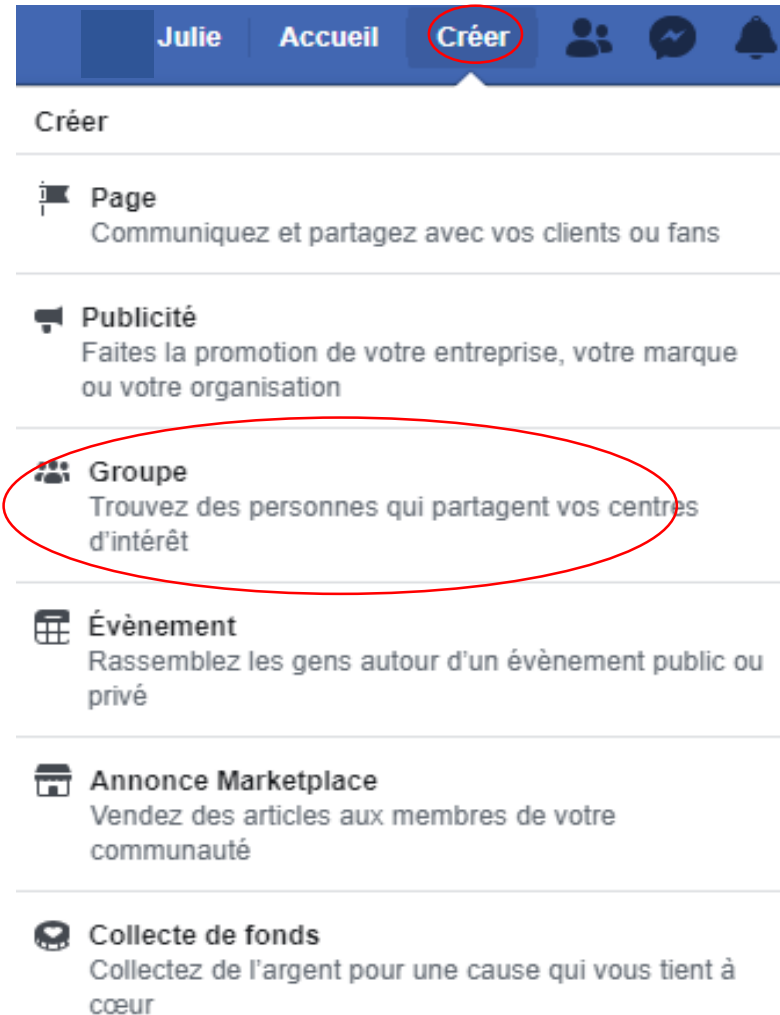 Julie Accueil Créer
Créer
Page
Communiquez et partagez avec vos clients ou fans
Publicité
Faites la promotion de votre entreprise, votre marque
ou votre organisation
Groupe
Trouvez des personnes qui partagent vos centres
d'intérêt
Évènement
Rassemblez les gens autour d'un évènement public ou
privé
Annonce Marketplace
Vendez des articles aux membres de votre
communauté
Collecte de fonds
Collectez de l'argent pour une cause qui vous tient à
cœur